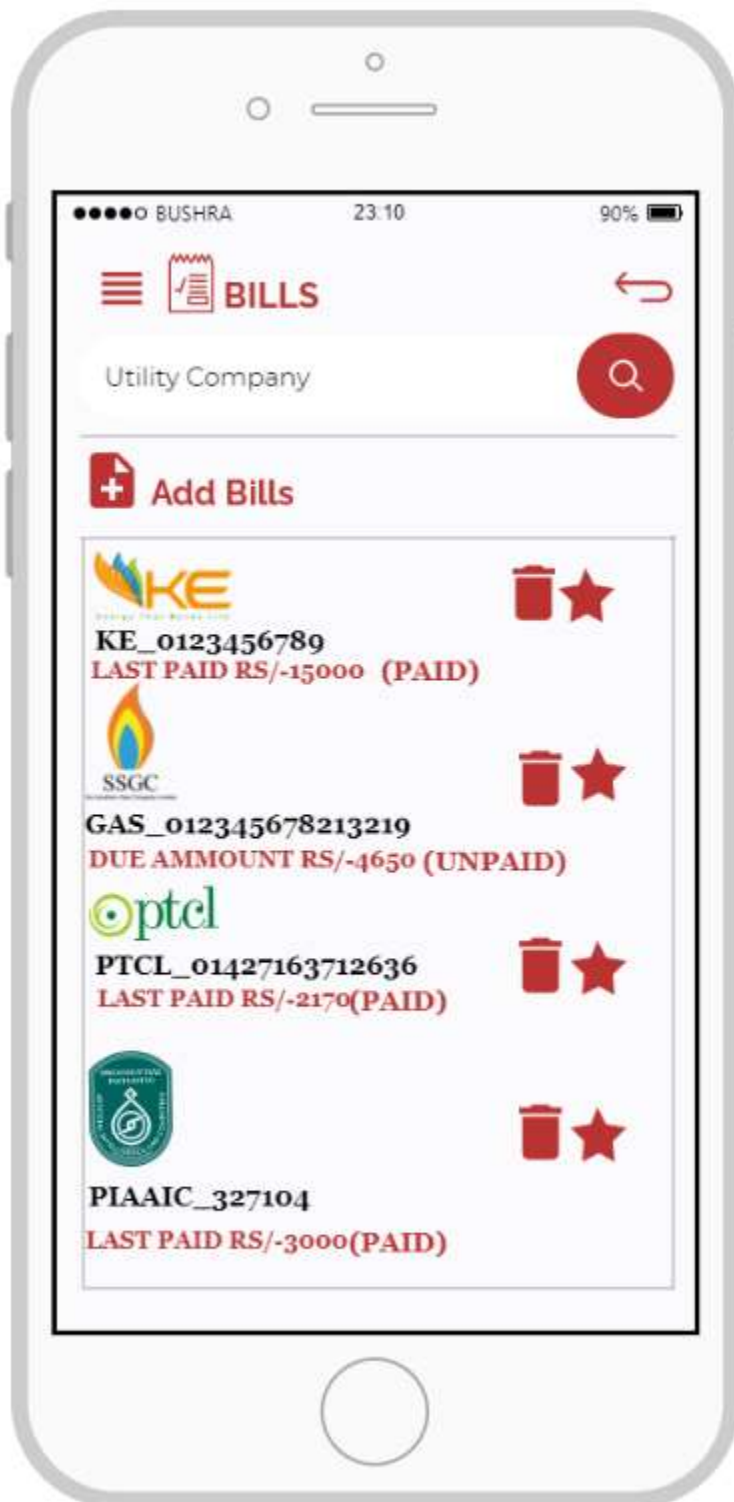 BUSHRA 23:10 90%
BILLS
Utility Company
Add Bills
KE
KE_0123456789
LAST PAID RS/-15000 (PAID)
SSGC
GAS_012345678213219
DUE AMMOUNT RS/-4650 (UNPAID)
ptcl
PTCL_01427163712636
LAST PAID RS/-2170(PAID)
PIAAIC_327104
LAST PAID RS/-3000(PAID)